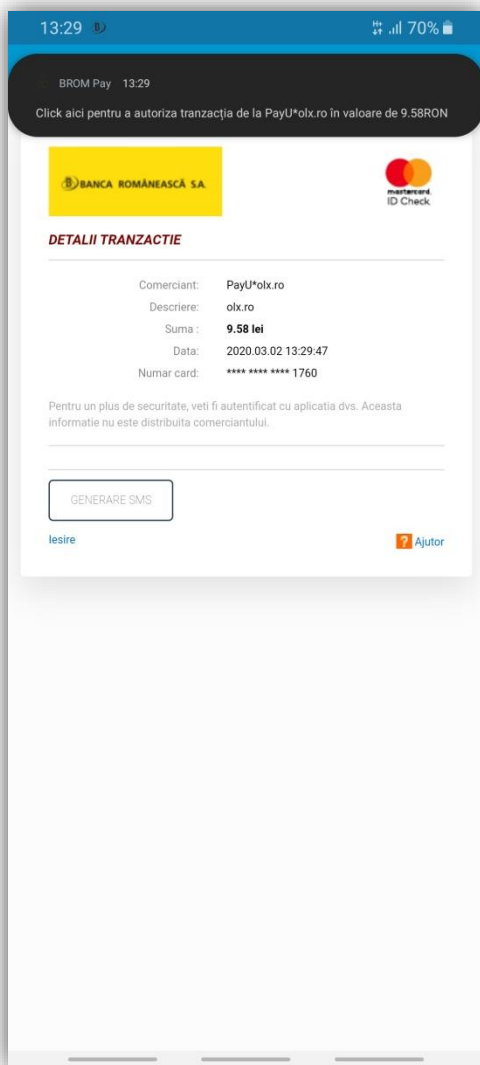 13:29 70%
BROM Pay 13:29
Click aici pentru a autoriza tranzacția de la PayU*olx.ro în valoare de 9.58RON
BANCA ROMÂNEASCĂ S.A.
mastercard.
ID Check
DETALII TRANZACTIE
Comerciant: PayU*olx.ro
Descriere: olx.ro
Suma : 9.58 lei
Data: 2020.03.02 13:29:47
Numar card: **** **** **** 1760
Pentru un plus de securitate, veti fi autentificat cu aplicatia dvs. Aceasta
informatie nu este distribuita comerciantului.
GENERARE SMS
Iesire ? Ajutor